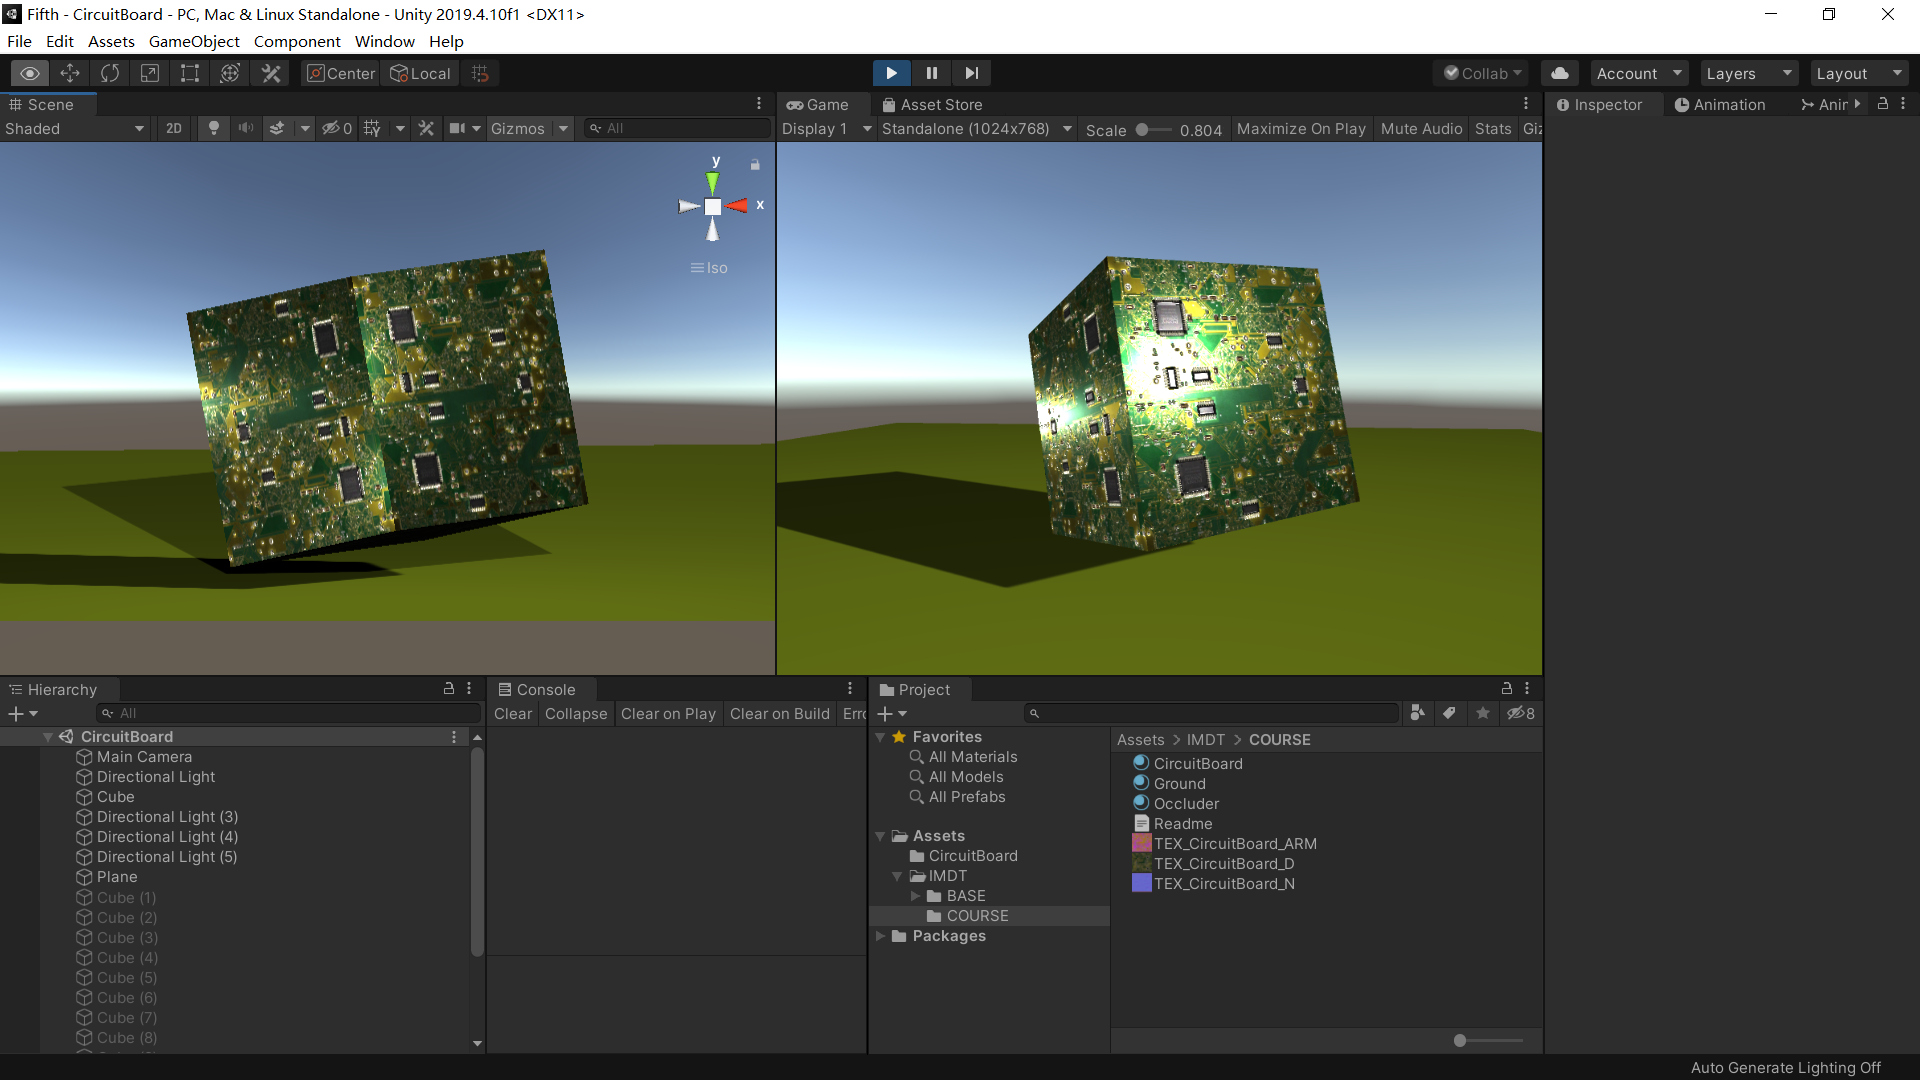 Fifth - CircuitBoard - PC, Mac & Linux Standalone - Unity 2019.4.10f1 <DX11>
File Edit Assets GameObject Component Window Help
Center Local Collab Account Layers Layout
Scene
Shaded 2D 0 Gizmos All
y
x
Iso
Game Asset Store
Display 1 Standalone (1024x768) Scale 0.804 Maximize On Play Mute Audio Stats Giz
Inspector Animation Anir
Hierarchy
All
CircuitBoard
Main Camera
Directional Light
Cube
Directional Light (3)
Directional Light (4)
Directional Light (5)
Plane
Cube (1)
Cube (2)
Cube (3)
Cube (4)
Cube (5)
Cube (6)
Cube (7)
Cube (8)
Console
Clear Collapse Clear on Play Clear on Build Erro
Project
8
Favorites
All Materials
All Models
All Prefabs
Assets
CircuitBoard
IMDT
BASE
COURSE
Packages
Assets > IMDT > COURSE
CircuitBoard
Ground
Occluder
Readme
TEX_CircuitBoard_ARM
TEX_CircuitBoard_D
TEX_CircuitBoard_N
Auto Generate Lighting Off